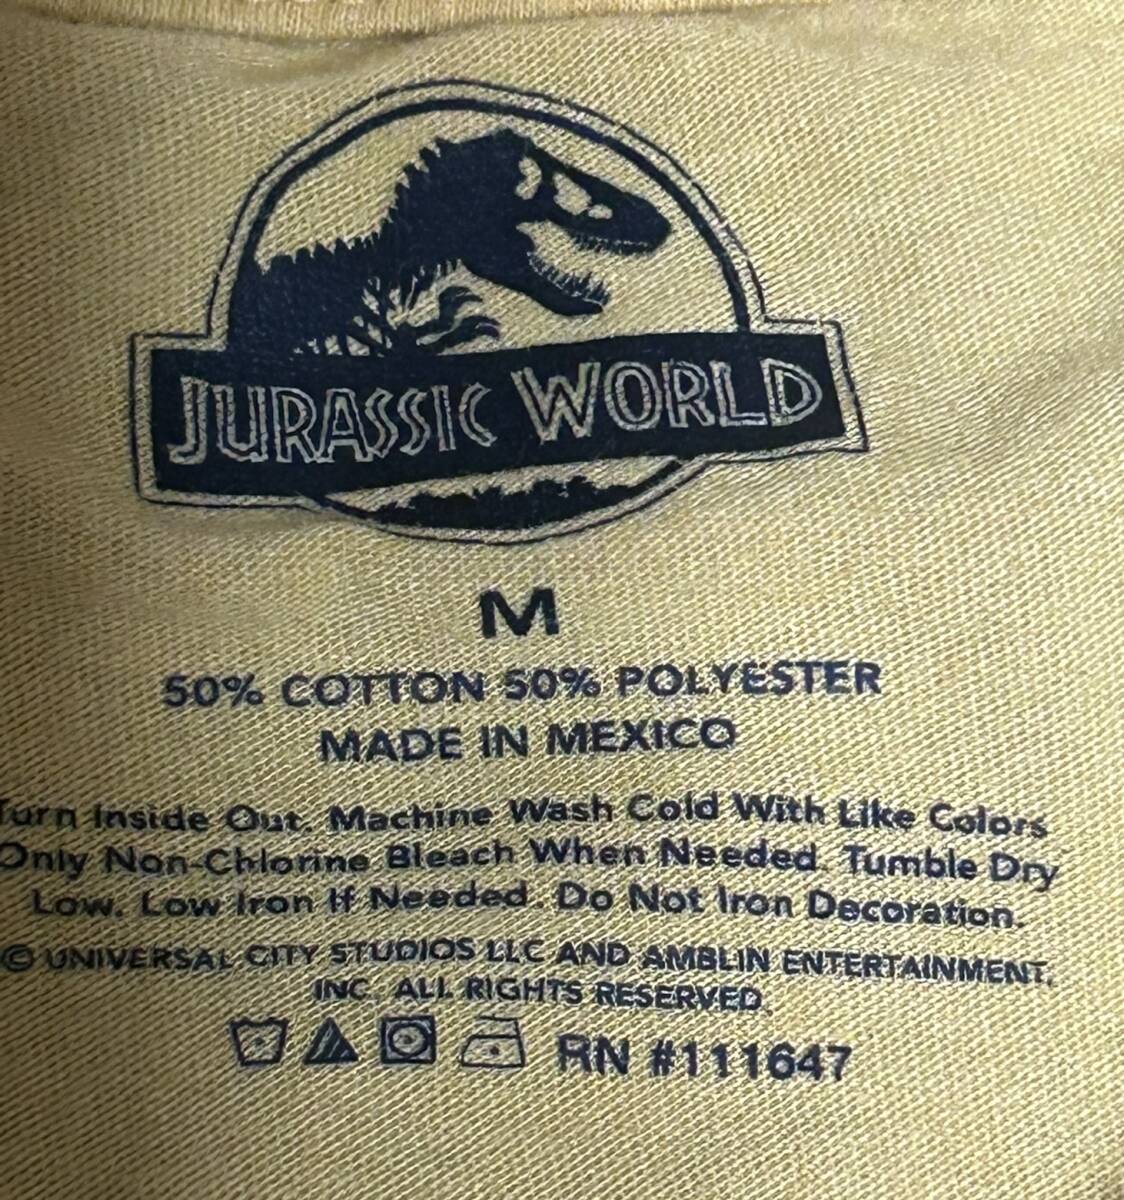 JURASSIC WORLD
M
50% COTTON 50% POLYESTER
MADE IN MEXICO
Turn Inside Out. Machine Wash Cold With Like Colors
Only Non-Chlorine Bleach When Needed. Tumble Dry
Low. Low Iron If Needed. Do Not Iron Decoration.
© UNIVERSAL CITY STUDIOS LLC AND AMBLIN ENTERTAINMENT,
INC. ALL RIGHTS RESERVED.
RN #111647